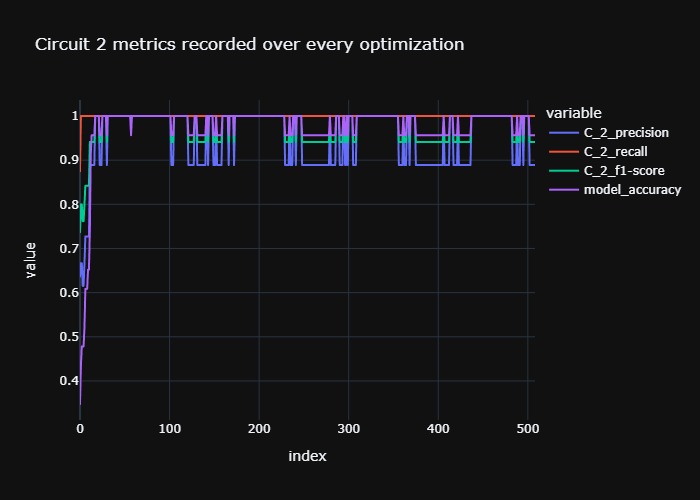 Circuit 2 metrics recorded over every optimization
variable
C_2_precision
C_2_recall
C_2_f1-score
model_accuracy
value
1
0.9
0.8
0.7
0.6
0.5
0.4
0 100 200 300 400 500
index